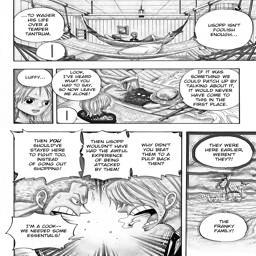 ...TO WAGER
HIS LIFE
OVER A
TEMPER
TANTRUM.
USOPP ISN'T
FOOLISH
ENOUGH...
LUFFY...
LOOK,
I'VE HEARD
WHAT YOU
HAD TO SAY,
SO NOW LEAVE
ME ALONE!
IF IT WAS
SOMETHING WE
COULD PATCH UP BY
TALKING ABOUT IT,
IT WOULD NEVER
HAVE COME TO
THIS IN THE
FIRST PLACE.
THEN YOU
SHOULD'VE
STAYED HERE
TO FIGHT TOO,
INSTEAD
OF GOING OUT
SHOPPING!
THEN USOPP
WOULDN'T HAVE
HAD THE AWFUL
EXPERIENCE
OF BEING
ATTACKED BY
THEM!
WHY DIDN'T
YOU BEAT
THEM TO A
PULP BACK
THEN?
THEY WERE
HERE EARLIER,
WEREN'T
THEY?!
I'M A COOK--
WE NEEDED SOME
ESSENTIALS!
THE
FRANKY
FAMILY!